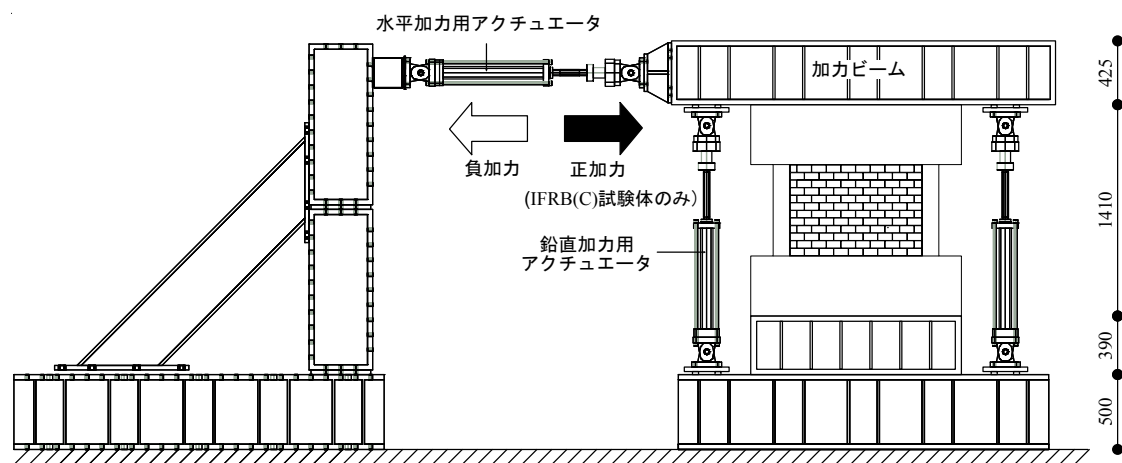 水平加力用アクチュエータ
加力ビーム
負加力
正加力
(IFRB(C)試験体のみ)
鉛直加力用
アクチュエータ
425
1410
390
500